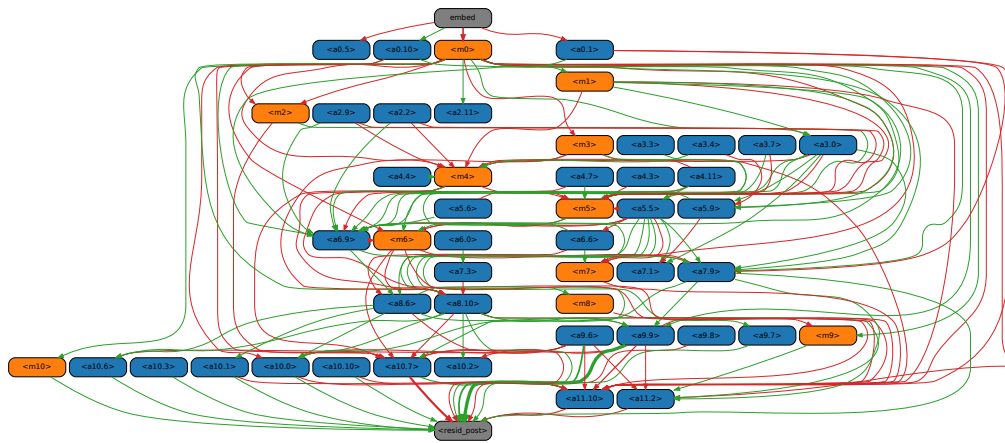 embed
<a0.5> <a0.10> <m0> <a0.1>
<m1>
<m2> <a2.9> <a2.2> <a2.11>
<m3> <a3.3> <a3.4> <a3.7> <a3.0>
<a4.4> <m4> <a4.7> <a4.3> <a4.11>
<a5.6> <m5> <a5.5> <a5.9>
<a6.9> <m6> <a6.0> <a6.6>
<a7.3> <m7> <a7.1> <a7.9>
<a8.6> <a8.10> <m8>
<a9.6> <a9.9> <a9.8> <a9.7> <m9>
<m10> <a10.6> <a10.3> <a10.1> <a10.0> <a10.10> <a10.7> <a10.2>
<a11.10> <a11.2>
<resid_post>